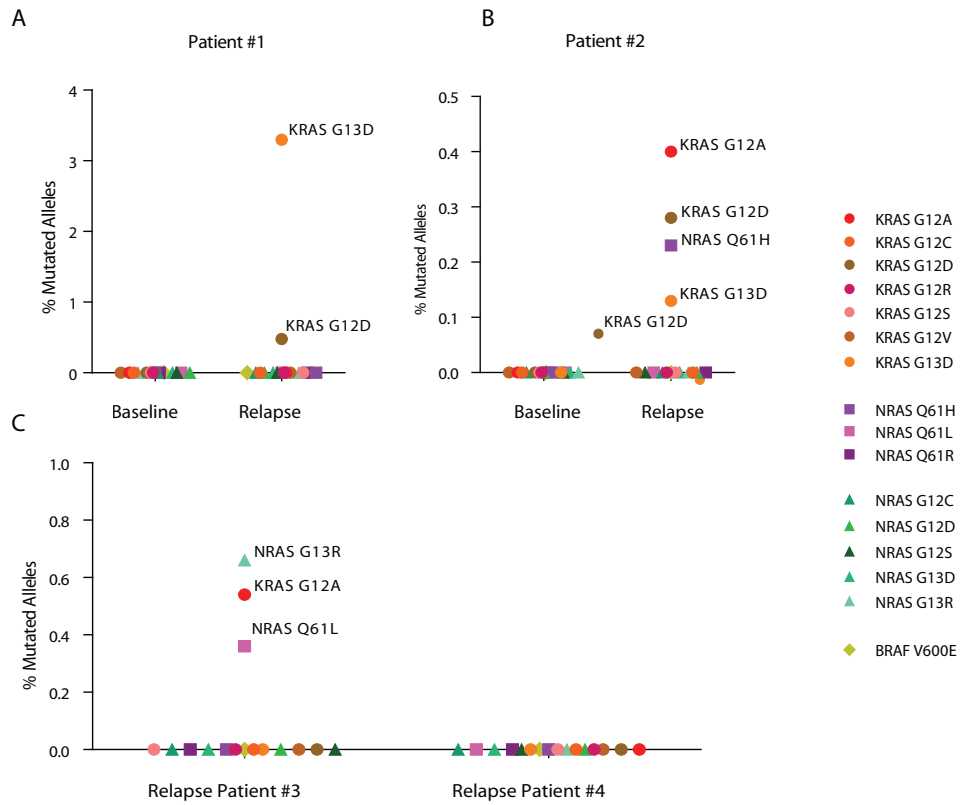 A
Patient #1
% Mutated Alleles
4
3
2
1
0
KRAS G13D
KRAS G12D
Baseline
Relapse
B
Patient #2
% Mutated Alleles
0.5
0.4
0.3
0.2
0.1
0.0
KRAS G12A
KRAS G12D
NRAS Q61H
KRAS G13D
KRAS G12D
Baseline
Relapse
C
% Mutated Alleles
1.0
0.8
0.6
0.4
0.2
0.0
NRAS G13R
KRAS G12A
NRAS Q61L
Relapse Patient #3
Relapse Patient #4
KRAS G12A
KRAS G12C
KRAS G12D
KRAS G12R
KRAS G12S
KRAS G12V
KRAS G13D
NRAS Q61H
NRAS Q61L
NRAS Q61R
NRAS G12C
NRAS G12D
NRAS G12S
NRAS G13D
NRAS G13R
BRAF V600E